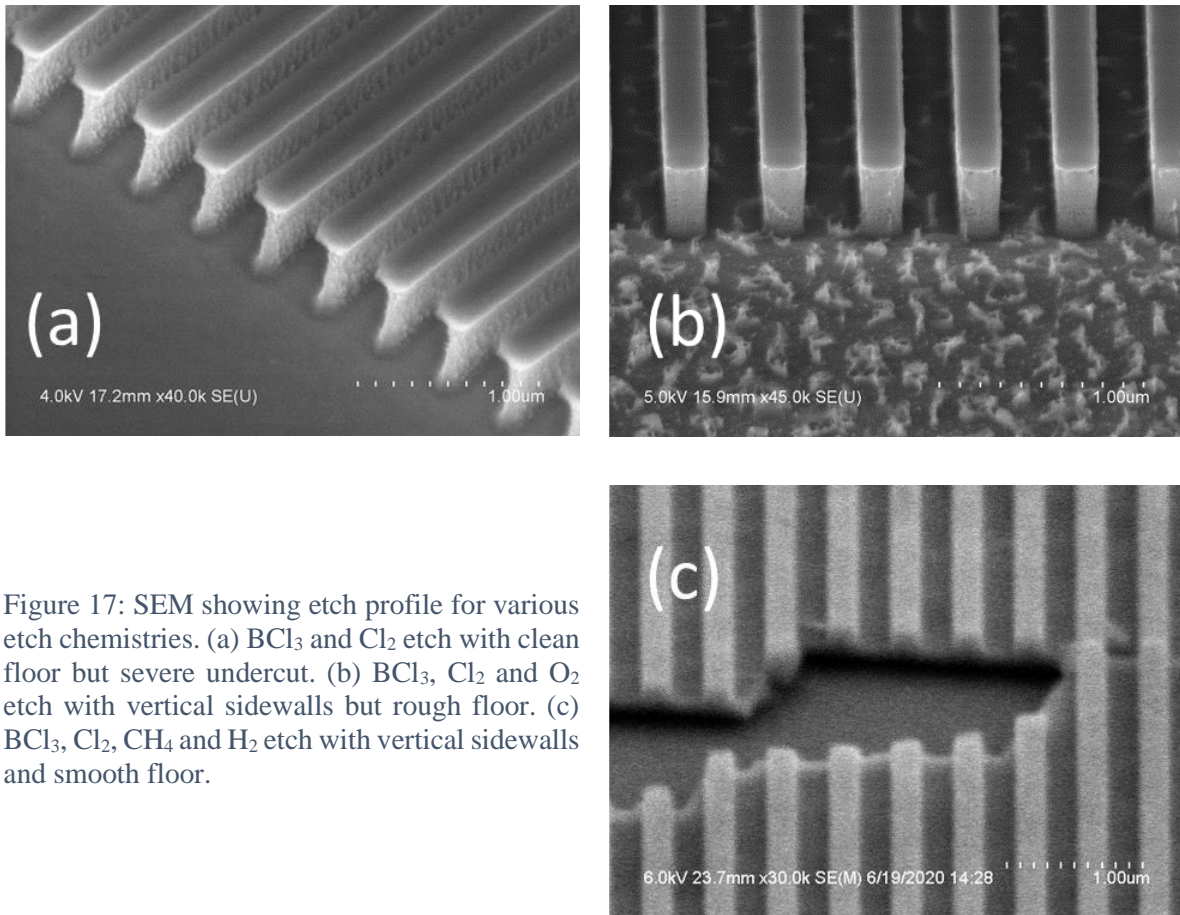 (a)
4.0kV 17.2mm x40.0k SE(U)
1.00um
(b)
5.0kV 15.9mm x45.0k SE(U)
1.00um
Figure 17: SEM showing etch profile for various
etch chemistries. (a) BCl₃ and Cl₂ etch with clean
floor but severe undercut. (b) BCl₃, Cl₂ and O₂
etch with vertical sidewalls but rough floor. (c)
BCl₃, Cl₂, CH₄ and H₂ etch with vertical sidewalls
and smooth floor.
(c)
6.0kV 23.7mm x30.0k SE(M) 6/19/2020 14:28
1.00um